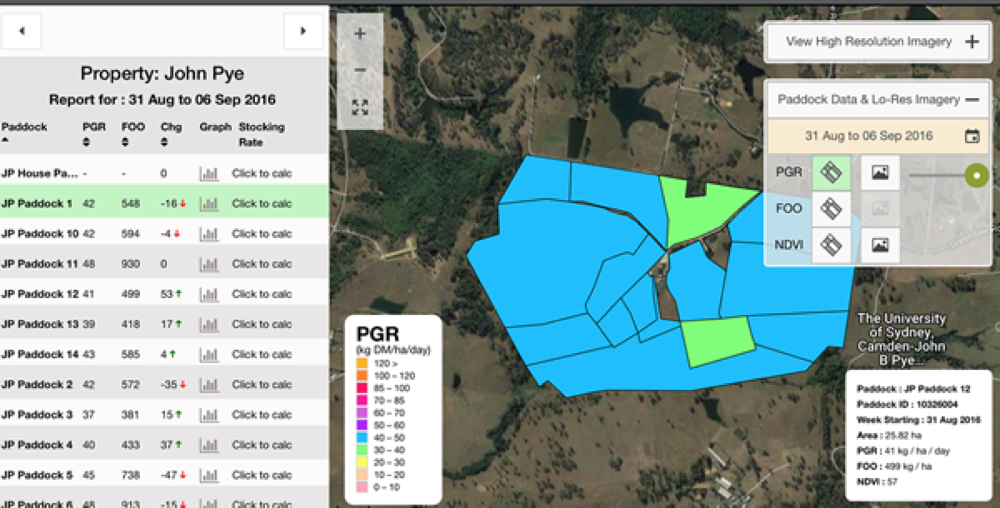 Property: John Pye
Report for : 31 Aug to 06 Sep 2016
Paddock PGR FOO Chg Graph Stocking Rate
JP House Pa... - - 0 Click to calc
JP Paddock 1 42 548 -16 Click to calc
JP Paddock 10 42 594 -4 Click to calc
JP Paddock 11 48 930 0 Click to calc
JP Paddock 12 41 499 53 Click to calc
JP Paddock 13 39 418 17 Click to calc
JP Paddock 14 43 585 4 Click to calc
JP Paddock 2 42 572 -35 Click to calc
JP Paddock 3 37 381 15 Click to calc
JP Paddock 4 40 433 37 Click to calc
JP Paddock 5 45 738 -47 Click to calc
JP Paddock 6 48 913 -15 Click to calc
+
−
View High Resolution Imagery +
Paddock Data & Lo-Res Imagery −
31 Aug to 06 Sep 2016
PGR
FOO
NDVI
PGR
(kg DM/ha/day)
120 >
100 – 120
85 – 100
70 – 85
60 – 70
50 – 60
40 – 50
30 – 40
20 – 30
10 – 20
0 – 10
The University
of Sydney,
Camden-John
B Pye...
Paddock : JP Paddock 12
Paddock ID : 10326004
Week Starting : 31 Aug 2016
Area : 25.82 ha
PGR : 41 kg / ha / day
FOO : 499 kg / ha
NDVI : 57